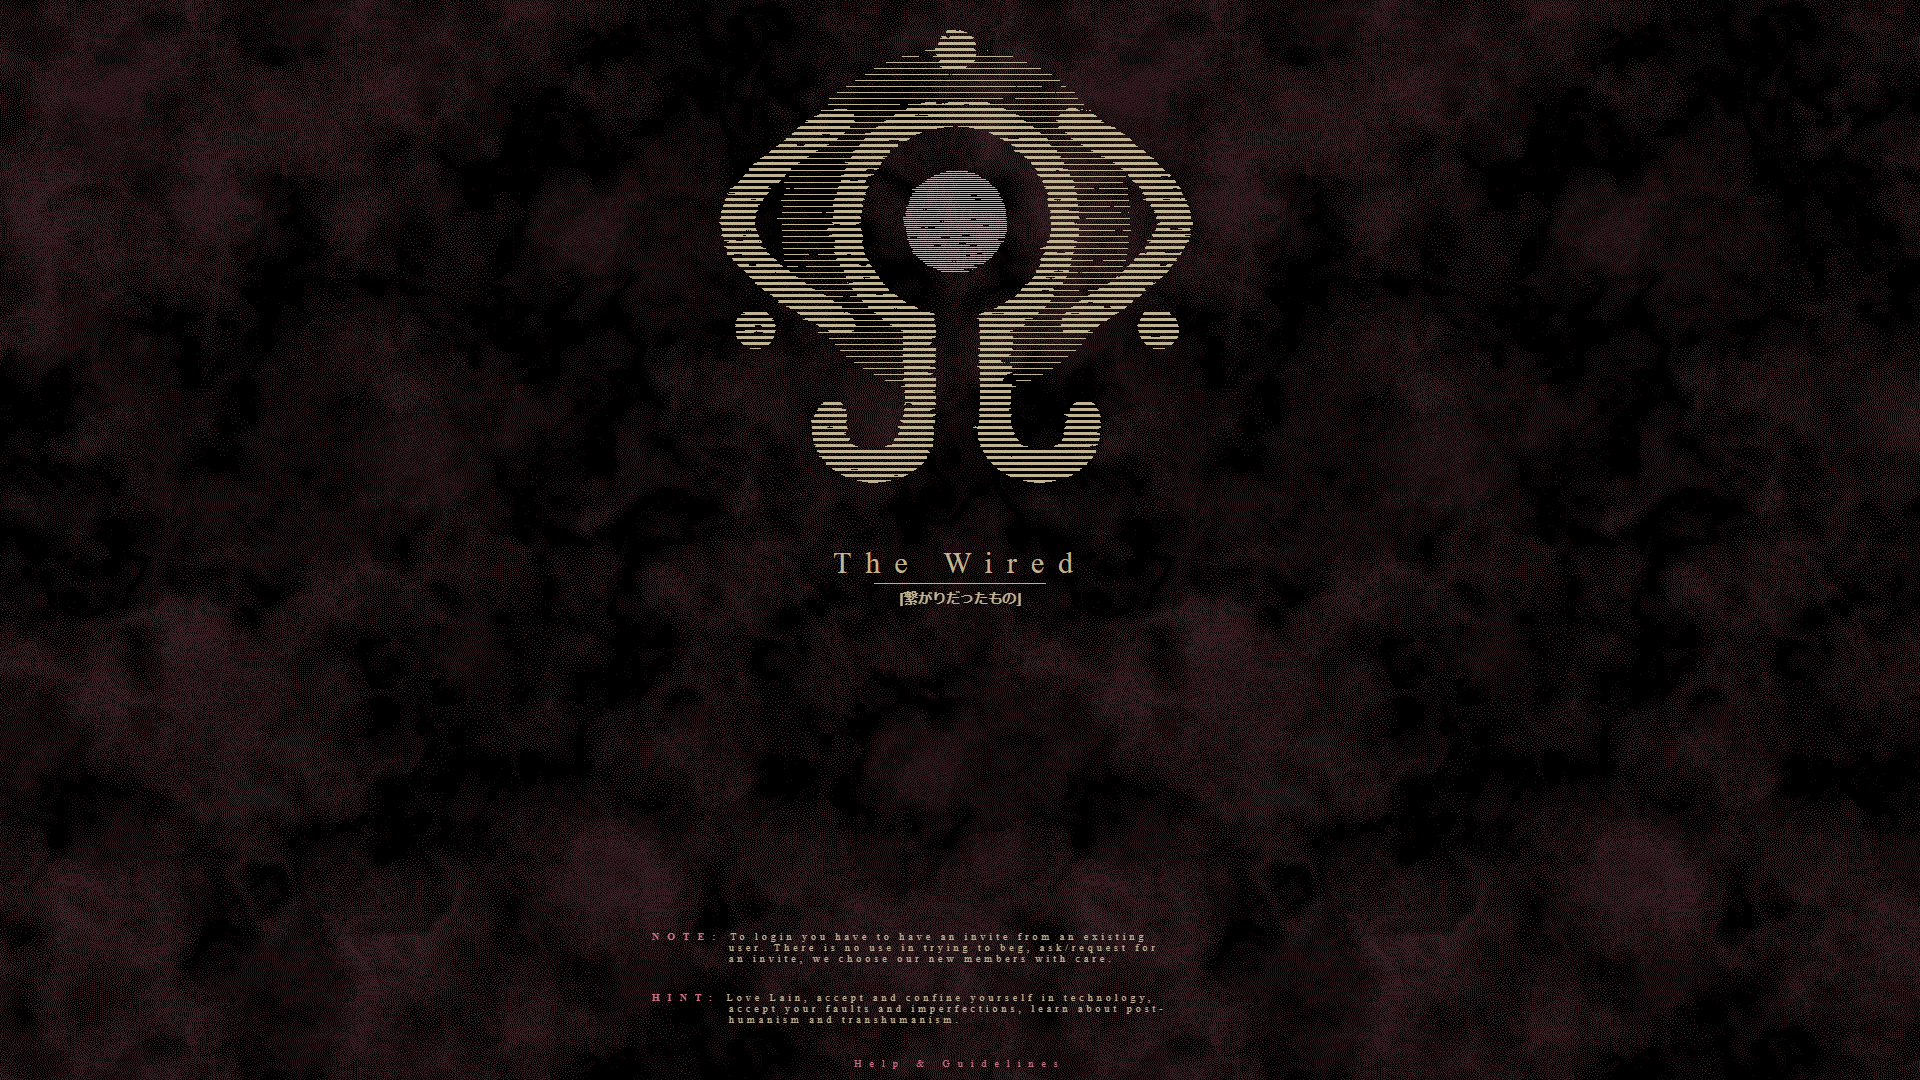 The Wired
[繋がりだったもの]
NOTE: To login you have to have an invite from an existing
user. There is no use in trying to beg, ask/request for
an invite, we choose our new members with care.
HINT: Love Lain, accept and confine yourself in technology,
accept your faults and imperfections, learn about post-
humanism and transhumanism.
Help & Guidelines